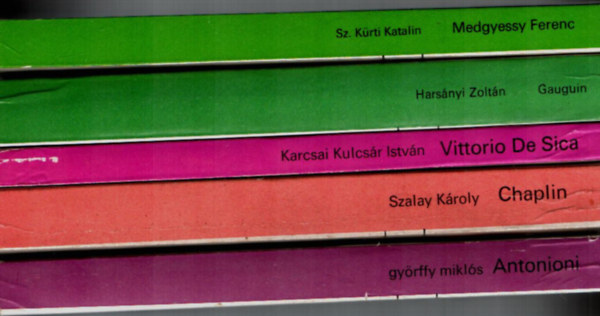 Sz. Kürti Katalin Medgyessy Ferenc
Harsányi Zoltán Gauguin
Karcsai Kulcsár István Vittorio De Sica
Szalay Károly Chaplin
györffy miklós Antonioni